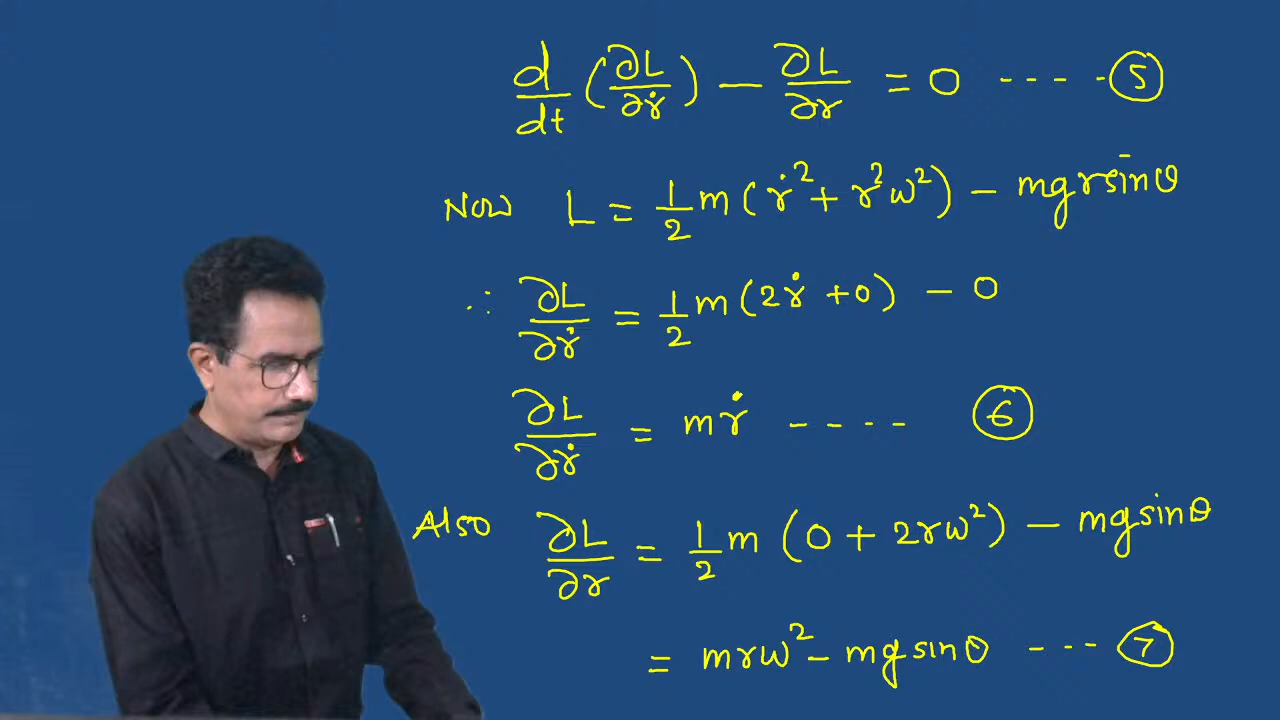 d/dt (∂L/∂ṙ) − ∂L/∂r = 0 ---- (5)
Now L = 1/2 m(ṙ² + r²ω²) − mgr sinθ
∴ ∂L/∂ṙ = 1/2 m(2ṙ + 0) − 0
∂L/∂ṙ = mṙ ---- (6)
Also ∂L/∂r = 1/2 m (0 + 2rω²) − mg sinθ
= mrω² − mg sinθ --- (7)